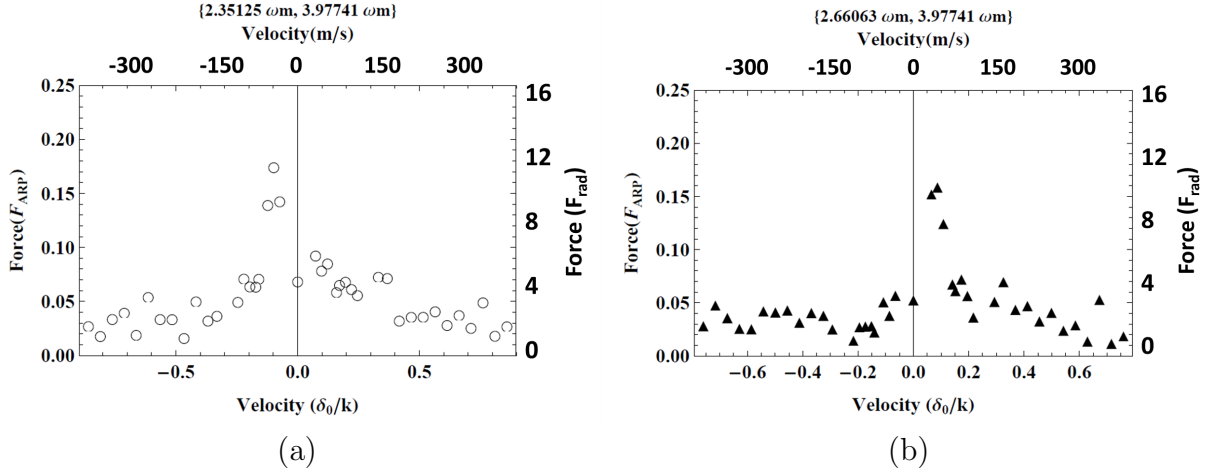 {2.35125 ωm, 3.97741 ωm}
Velocity(m/s)
-300 -150 0 150 300
0.25
0.20
0.15
0.10
0.05
0.00
Force(F_ARP)
16
12
8
4
0
Force (F_rad)
−0.5 0.0 0.5
Velocity (δ₀/k)
(a)
{2.66063 ωm, 3.97741 ωm}
Velocity(m/s)
-300 -150 0 150 300
0.25
0.20
0.15
0.10
0.05
0.00
Force(F_ARP)
16
12
8
4
0
Force (F_rad)
−0.6 −0.4 −0.2 0.0 0.2 0.4 0.6
Velocity (δ₀/k)
(b)